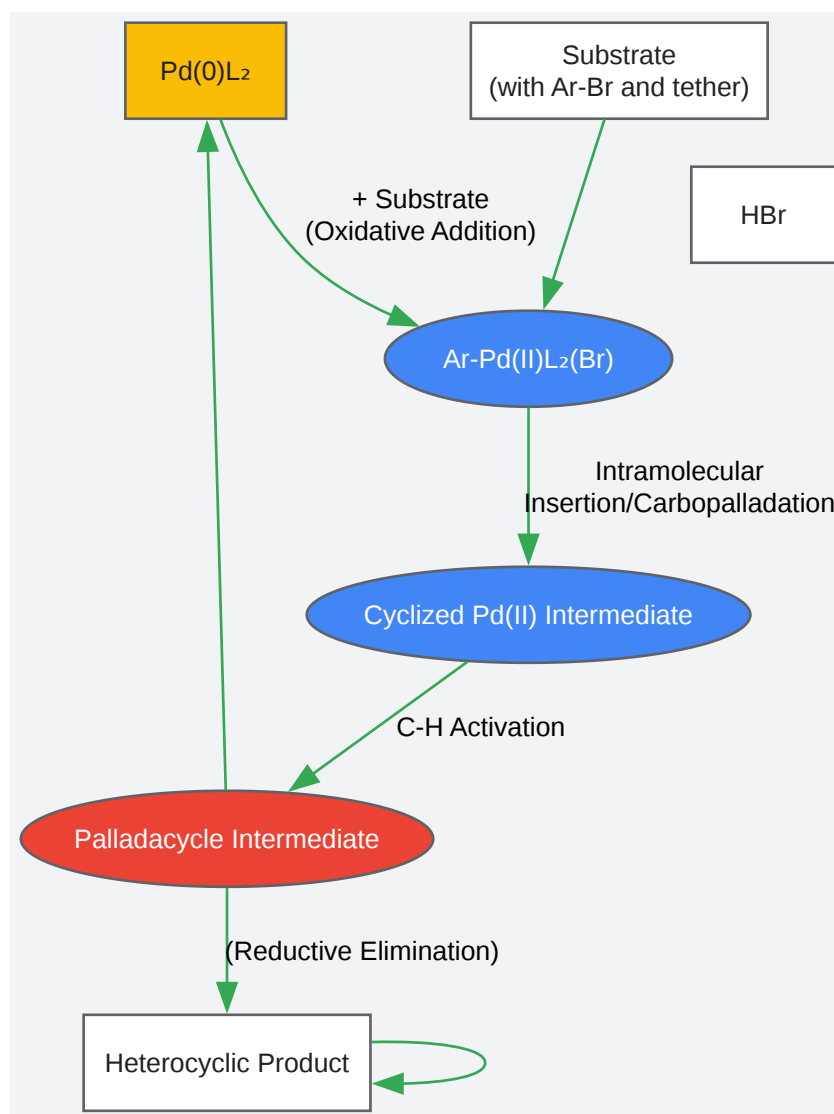 Pd(0)L₂
Substrate
(with Ar-Br and tether)
+ Substrate
(Oxidative Addition)
HBr
Ar-Pd(II)L₂(Br)
Intramolecular
Insertion/Carbopalladation
Cyclized Pd(II) Intermediate
C-H Activation
Palladacycle Intermediate
(Reductive Elimination)
Heterocyclic Product